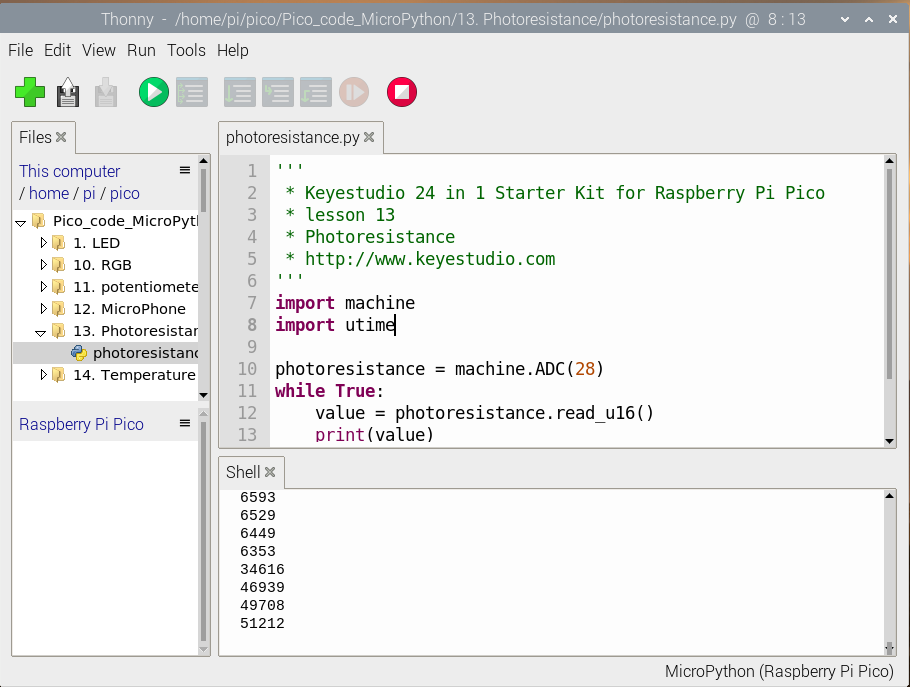 Thonny - /home/pi/pico/Pico_code_MicroPython/13. Photoresistance/photoresistance.py @ 8 : 13
File Edit View Run Tools Help
Files
This computer
/ home / pi / pico
Pico_code_MicroPyt
1. LED
10. RGB
11. potentiomete
12. MicroPhone
13. Photoresistar
photoresistanc
14. Temperature
Raspberry Pi Pico
photoresistance.py
1 '''
2 * Keyestudio 24 in 1 Starter Kit for Raspberry Pi Pico
3 * lesson 13
4 * Photoresistance
5 * http://www.keyestudio.com
6 '''
7 import machine
8 import utime
9
10 photoresistance = machine.ADC(28)
11 while True:
12 value = photoresistance.read_u16()
13 print(value)
Shell
6593
6529
6449
6353
34616
46939
49708
51212
MicroPython (Raspberry Pi Pico)